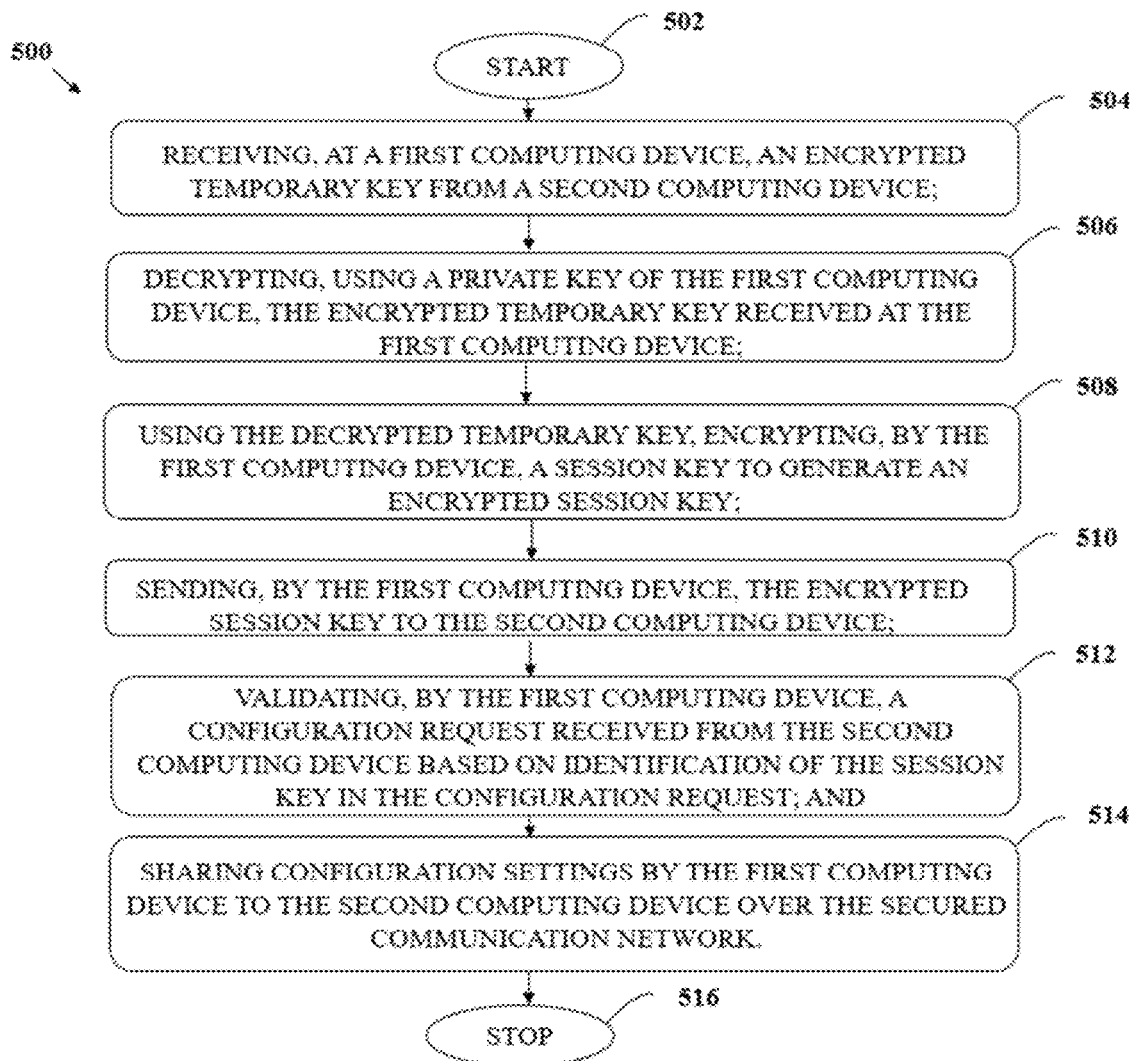 502
500
START
504
RECEIVING, AT A FIRST COMPUTING DEVICE, AN ENCRYPTED
TEMPORARY KEY FROM A SECOND COMPUTING DEVICE;
506
DECRYPTING, USING A PRIVATE KEY OF THE FIRST COMPUTING
DEVICE, THE ENCRYPTED TEMPORARY KEY RECEIVED AT THE
FIRST COMPUTING DEVICE;
508
USING THE DECRYPTED TEMPORARY KEY, ENCRYPTING, BY THE
FIRST COMPUTING DEVICE, A SESSION KEY TO GENERATE AN
ENCRYPTED SESSION KEY;
510
SENDING, BY THE FIRST COMPUTING DEVICE, THE ENCRYPTED
SESSION KEY TO THE SECOND COMPUTING DEVICE;
512
VALIDATING, BY THE FIRST COMPUTING DEVICE, A
CONFIGURATION REQUEST RECEIVED FROM THE SECOND
COMPUTING DEVICE BASED ON IDENTIFICATION OF THE SESSION
KEY IN THE CONFIGURATION REQUEST; AND
514
SHARING CONFIGURATION SETTINGS BY THE FIRST COMPUTING
DEVICE TO THE SECOND COMPUTING DEVICE OVER THE SECURED
COMMUNICATION NETWORK.
516
STOP